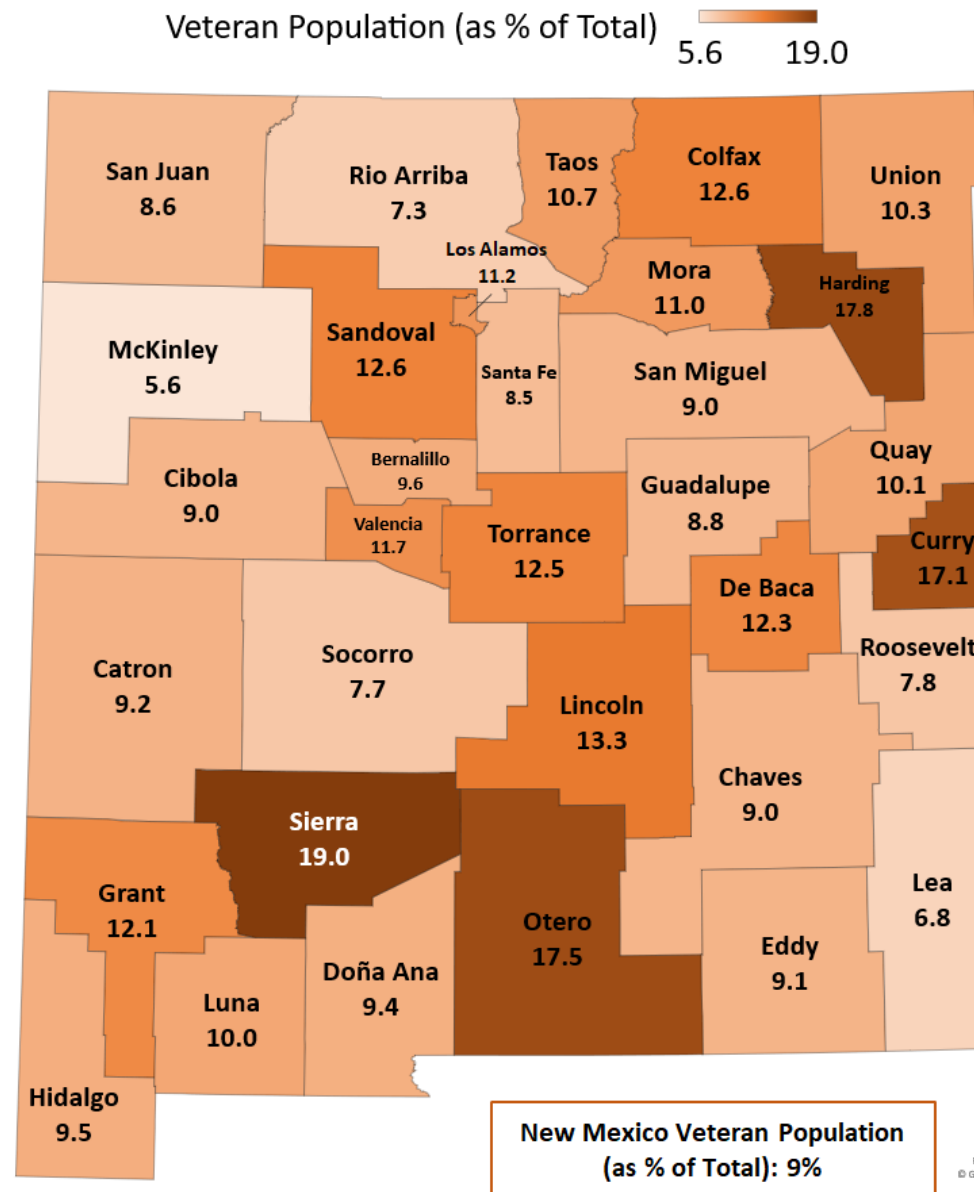 Veteran Population (as % of Total)
5.6
19.0
San Juan
8.6
Rio Arriba
7.3
Taos
10.7
Colfax
12.6
Union
10.3
Los Alamos
11.2
Mora
11.0
Harding
17.8
McKinley
5.6
Sandoval
12.6
Santa Fe
8.5
San Miguel
9.0
Cibola
9.0
Bernalillo
9.6
Guadalupe
8.8
Quay
10.1
Valencia
11.7
Torrance
12.5
Curry
17.1
De Baca
12.3
Catron
9.2
Socorro
7.7
Roosevelt
7.8
Lincoln
13.3
Chaves
9.0
Sierra
19.0
Grant
12.1
Otero
17.5
Lea
6.8
Eddy
9.1
Doña Ana
9.4
Luna
10.0
Hidalgo
9.5
New Mexico Veteran Population
(as % of Total): 9%